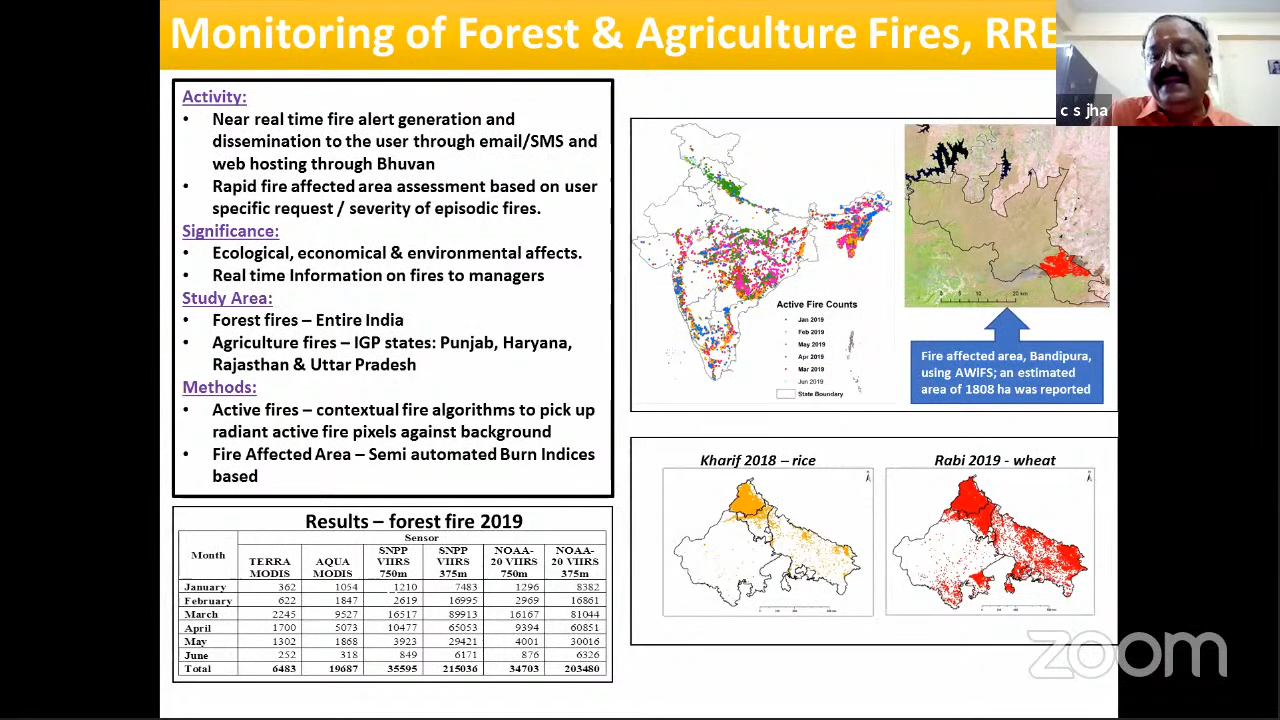 Monitoring of Forest & Agriculture Fires, RRE
c s jha
Activity:
• Near real time fire alert generation and
dissemination to the user through email/SMS and
web hosting through Bhuvan
• Rapid fire affected area assessment based on user
specific request / severity of episodic fires.
Significance:
• Ecological, economical & environmental affects.
• Real time Information on fires to managers
Study Area:
• Forest fires – Entire India
• Agriculture fires – IGP states: Punjab, Haryana,
Rajasthan & Uttar Pradesh
Methods:
• Active fires – contextual fire algorithms to pick up
radiant active fire pixels against background
• Fire Affected Area – Semi automated Burn Indices
based
Results – forest fire 2019
Sensor
Month TERRA MODIS AQUA MODIS SNPP VIIRS 750m SNPP VIIRS 375m NOAA-20 VIIRS 750m NOAA-20 VIIRS 375m
January 362 1054 1210 7483 1296 8382
February 622 1847 2619 16995 2969 16861
March 2245 9527 16517 89913 16167 81044
April 1700 5073 10477 65053 9394 60851
May 1302 1868 3923 29421 4001 30016
June 252 318 849 6171 876 6326
Total 6483 19687 35595 215036 34703 203480
Active Fire Counts
Jan 2019
Feb 2019
May 2019
Apr 2019
Mar 2019
Jun 2019
State Boundary
20 km
Fire affected area, Bandipura,
using AWIFS; an estimated
area of 1808 ha was reported
Kharif 2018 – rice
Rabi 2019 - wheat
zoom